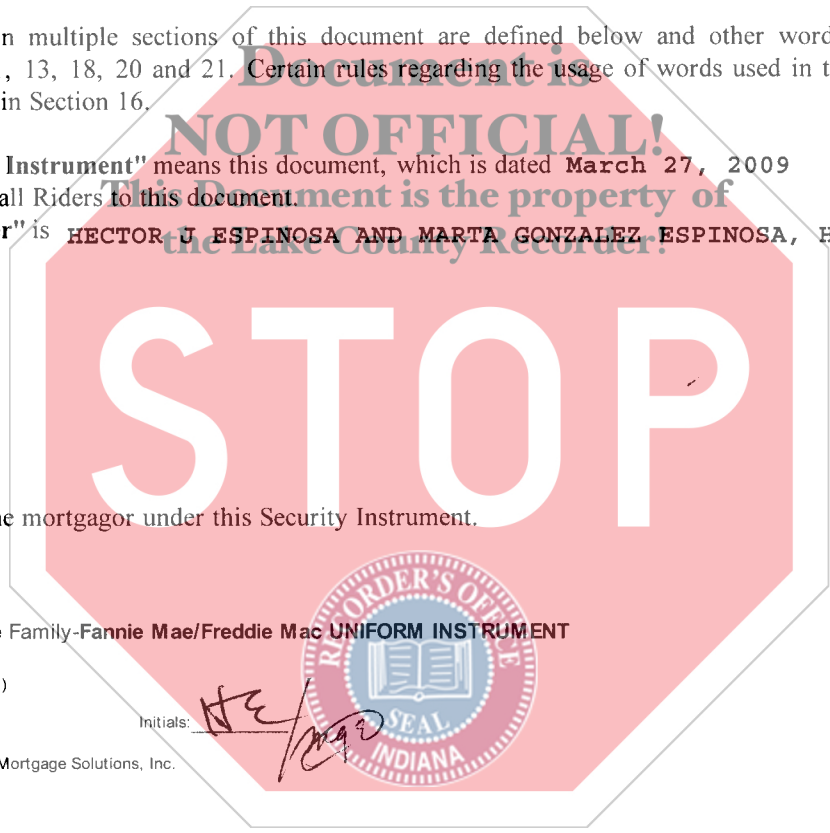 n multiple sections of this document are defined below and other word
, 13, 18, 20 and 21. Certain rules regarding the usage of words used in t
in Section 16.
Document is
NOT OFFICIAL!
This Document is the property of
the Lake County Recorder!
Instrument" means this document, which is dated March 27, 2009
all Riders to this document.
r" is HECTOR J ESPINOSA AND MARTA GONZALEZ ESPINOSA, H
STOP
e mortgagor under this Security Instrument.
e Family-Fannie Mae/Freddie Mac UNIFORM INSTRUMENT
)
Initials: HE/mge
Mortgage Solutions, Inc.
RECORDER'S OFFICE
SEAL
INDIANA